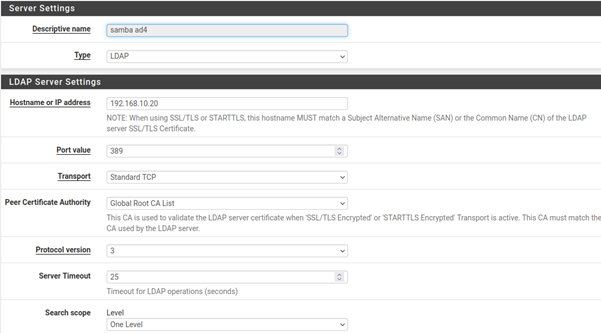 Server Settings
Descriptive name samba ad4
Type LDAP
LDAP Server Settings
Hostname or IP address 192.168.10.20
NOTE: When using SSL/TLS or STARTTLS, this hostname MUST match a Subject Alternative Name (SAN) or the Common Name (CN) of the LDAP
server SSL/TLS Certificate.
Port value 389
Transport Standard TCP
Peer Certificate Authority Global Root CA List
This CA is used to validate the LDAP server certificate when 'SSL/TLS Encrypted' or 'STARTTLS Encrypted' Transport is active. This CA must match the
CA used by the LDAP server.
Protocol version 3
Server Timeout 25
Timeout for LDAP operations (seconds)
Search scope Level
One Level